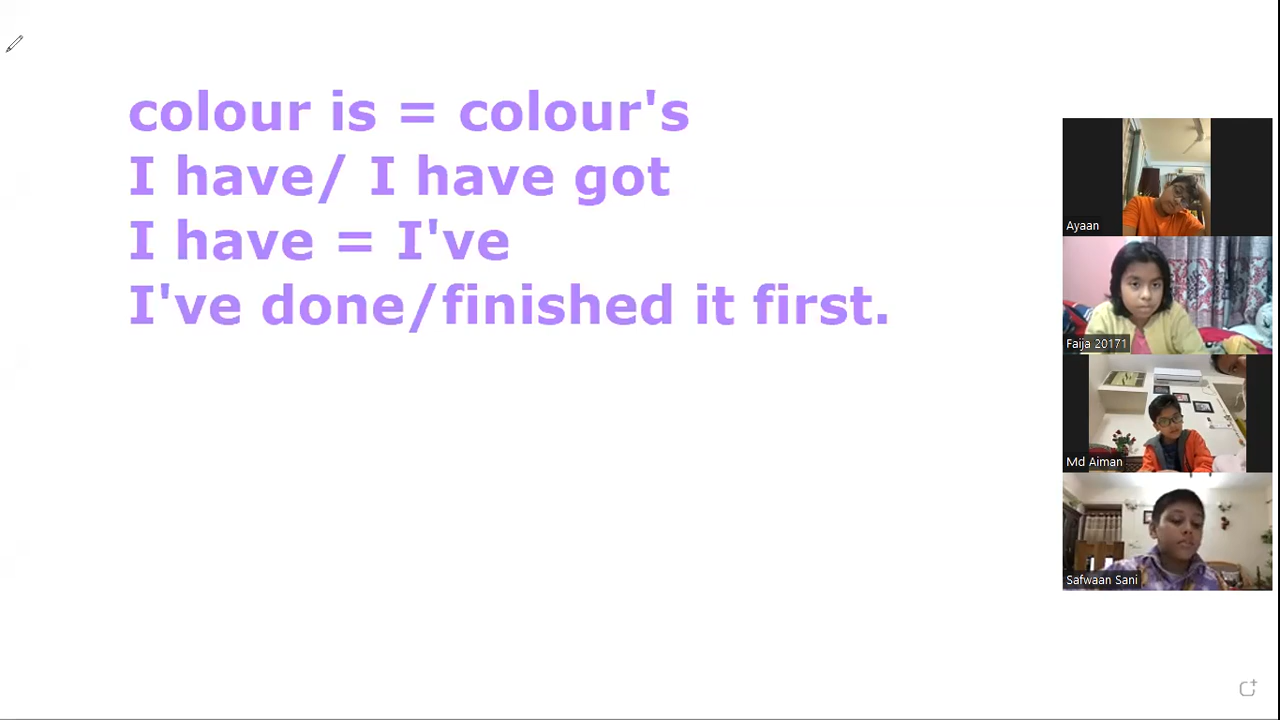 colour is = colour's
I have/ I have got
I have = I've
I've done/finished it first.
Ayaan
Faija 20171
Md Aiman
Safwaan Sani